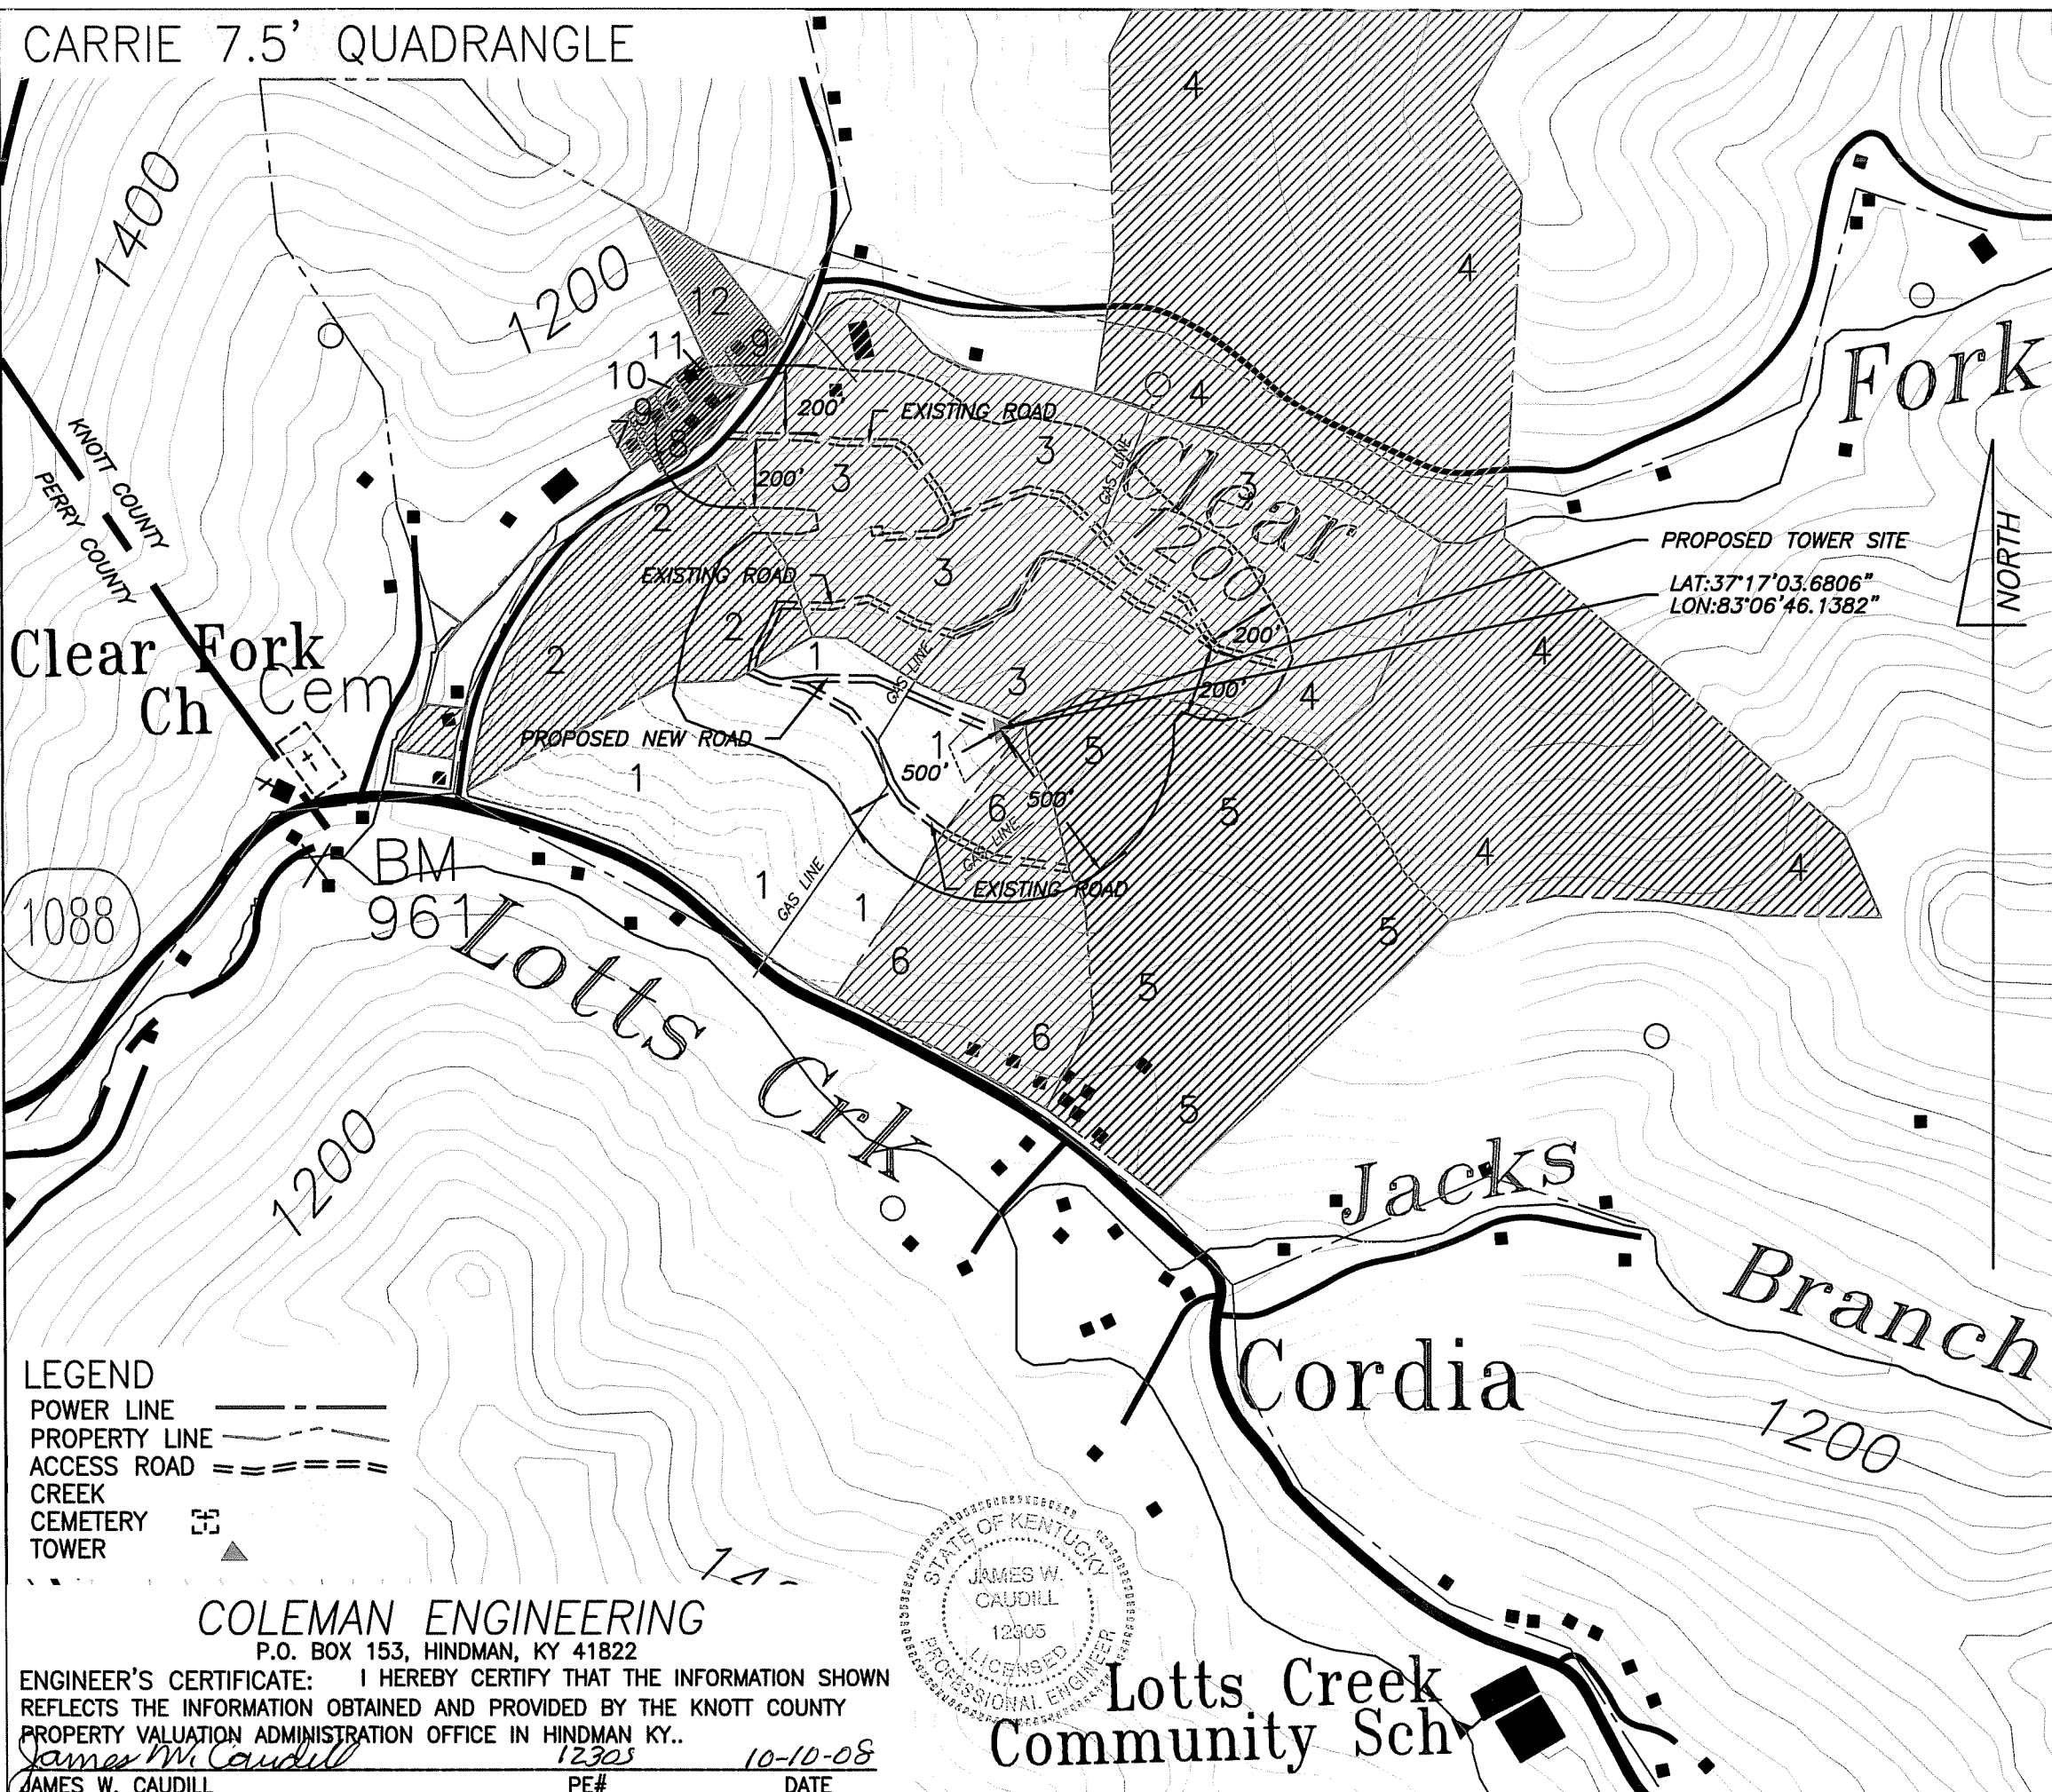 CARRIE 7.5' QUADRANGLE
1400
1200
KNOTT COUNTY
PERRY COUNTY
4
4
12
9
11
10
9
7
8
200'
EXISTING ROAD
3
4
GAS LINE
Clear
Fork
200'
3
3
2
3
1200
EXISTING ROAD
2
2
1
GAS LINE
3
200'
200'
4
4
PROPOSED TOWER SITE
LAT:37°17'03.6806"
LON:83°06'46.1382"
NORTH
Clear Fork
Ch
Cem
PROPOSED NEW ROAD
1
1
500'
5
6
500'
5
GAS LINE
EXISTING ROAD
4
4
1088
BM
961
1
GAS LINE
1
6
5
5
6
5
Lotts
Crk
1200
Jacks
Branch
Cordia
1200
LEGEND
POWER LINE
PROPERTY LINE
ACCESS ROAD
CREEK
CEMETERY
TOWER
COLEMAN ENGINEERING
P.O. BOX 153, HINDMAN, KY 41822
ENGINEER'S CERTIFICATE: I HEREBY CERTIFY THAT THE INFORMATION SHOWN
REFLECTS THE INFORMATION OBTAINED AND PROVIDED BY THE KNOTT COUNTY
PROPERTY VALUATION ADMINISTRATION OFFICE IN HINDMAN KY..
James W. Caudill 12305 10-10-08
JAMES W. CAUDILL PE# DATE
STATE OF KENTUCKY
JAMES W.
CAUDILL
12305
LICENSED
PROFESSIONAL ENGINEER
Lotts Creek
Community Sch